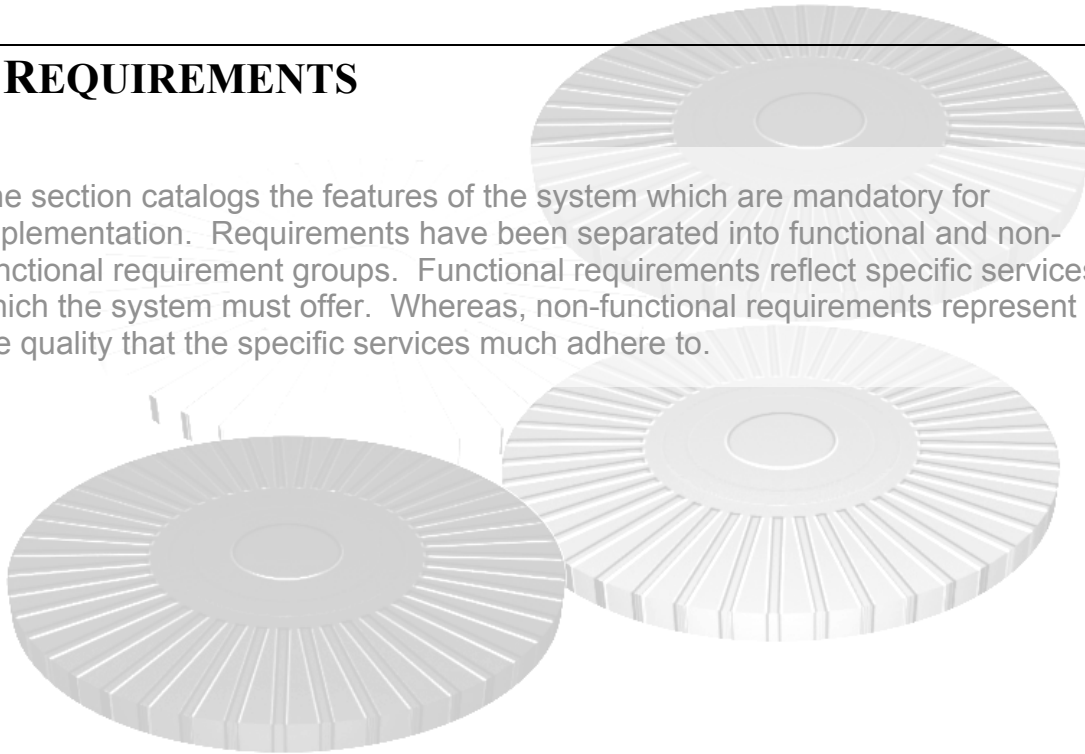 REQUIREMENTS
he section catalogs the features of the system which are mandatory for
plementation. Requirements have been separated into functional and non-
nctional requirement groups. Functional requirements reflect specific services
hich the system must offer. Whereas, non-functional requirements represent
e quality that the specific services much adhere to.